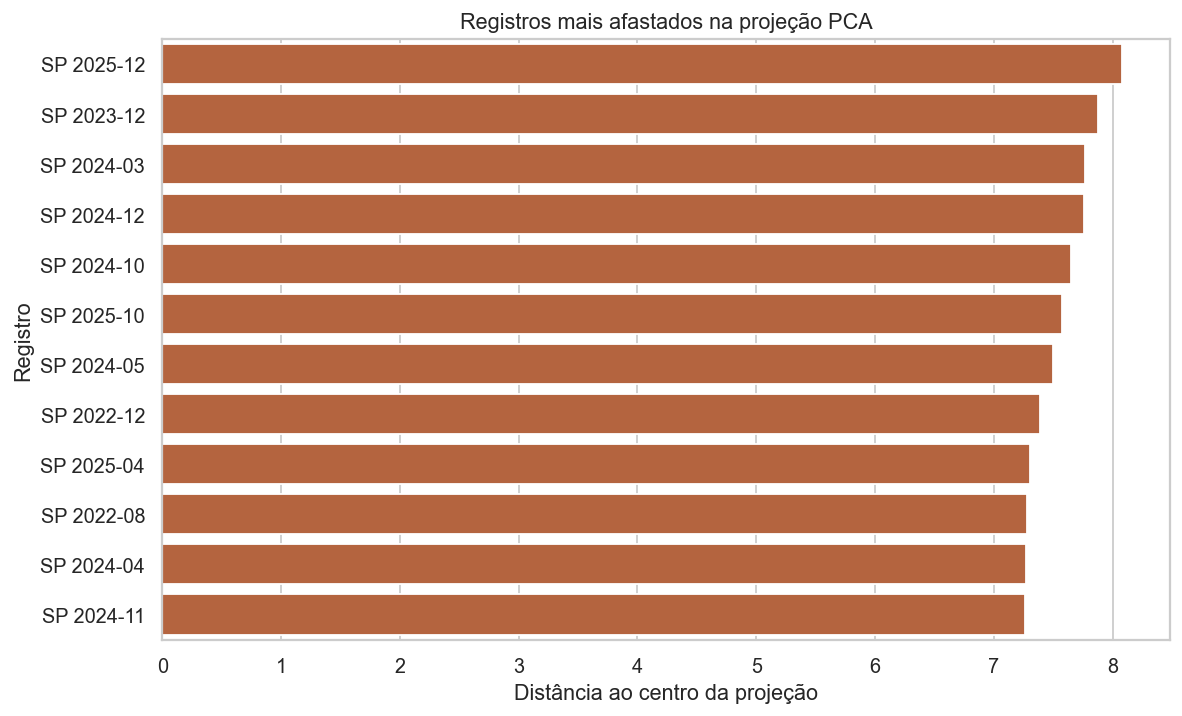 Registros mais afastados na projeção PCA
Registro
SP 2025-12
SP 2023-12
SP 2024-03
SP 2024-12
SP 2024-10
SP 2025-10
SP 2024-05
SP 2022-12
SP 2025-04
SP 2022-08
SP 2024-04
SP 2024-11
0 1 2 3 4 5 6 7 8
Distância ao centro da projeção